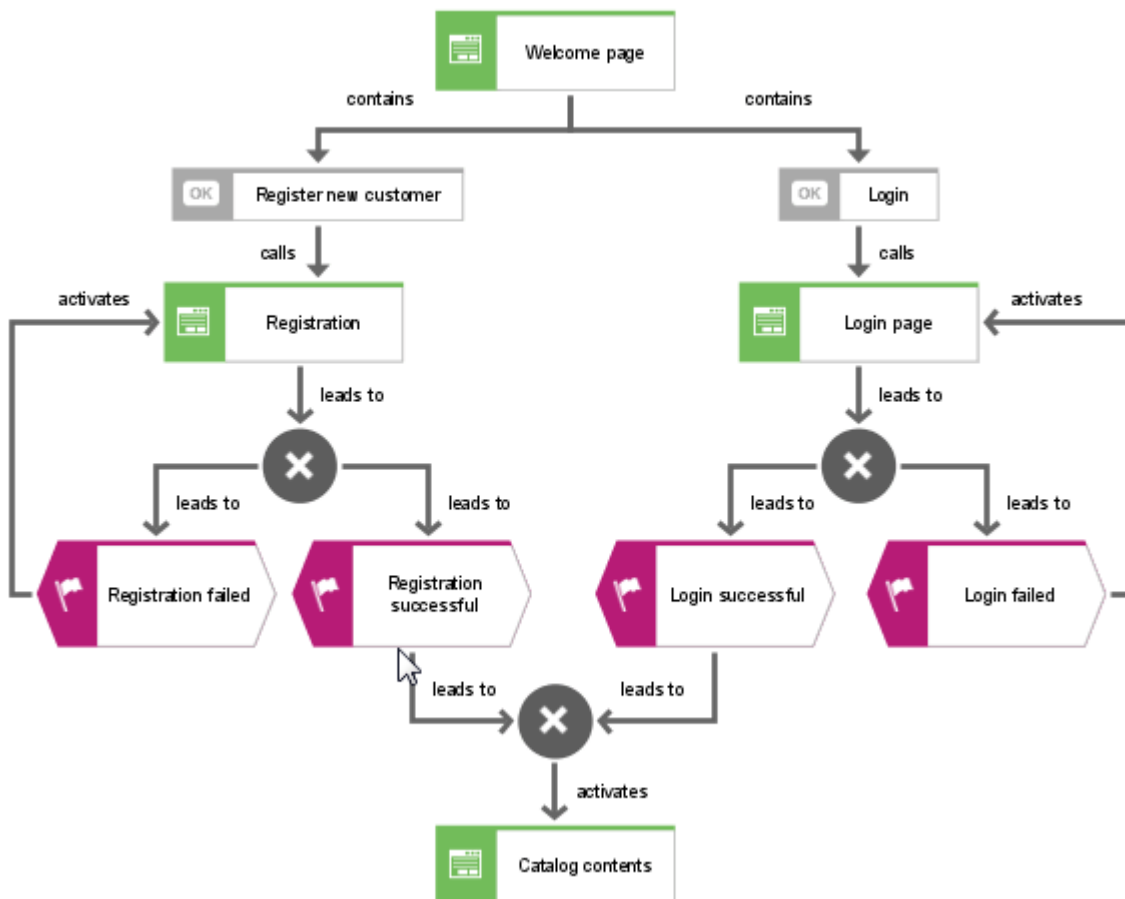 Welcome page
contains
contains
OK
Register new customer
OK
Login
calls
calls
activates
Registration
Login page
activates
leads to
leads to
leads to
leads to
leads to
leads to
Registration failed
Registration
successful
Login successful
Login failed
leads to
leads to
activates
Catalog contents